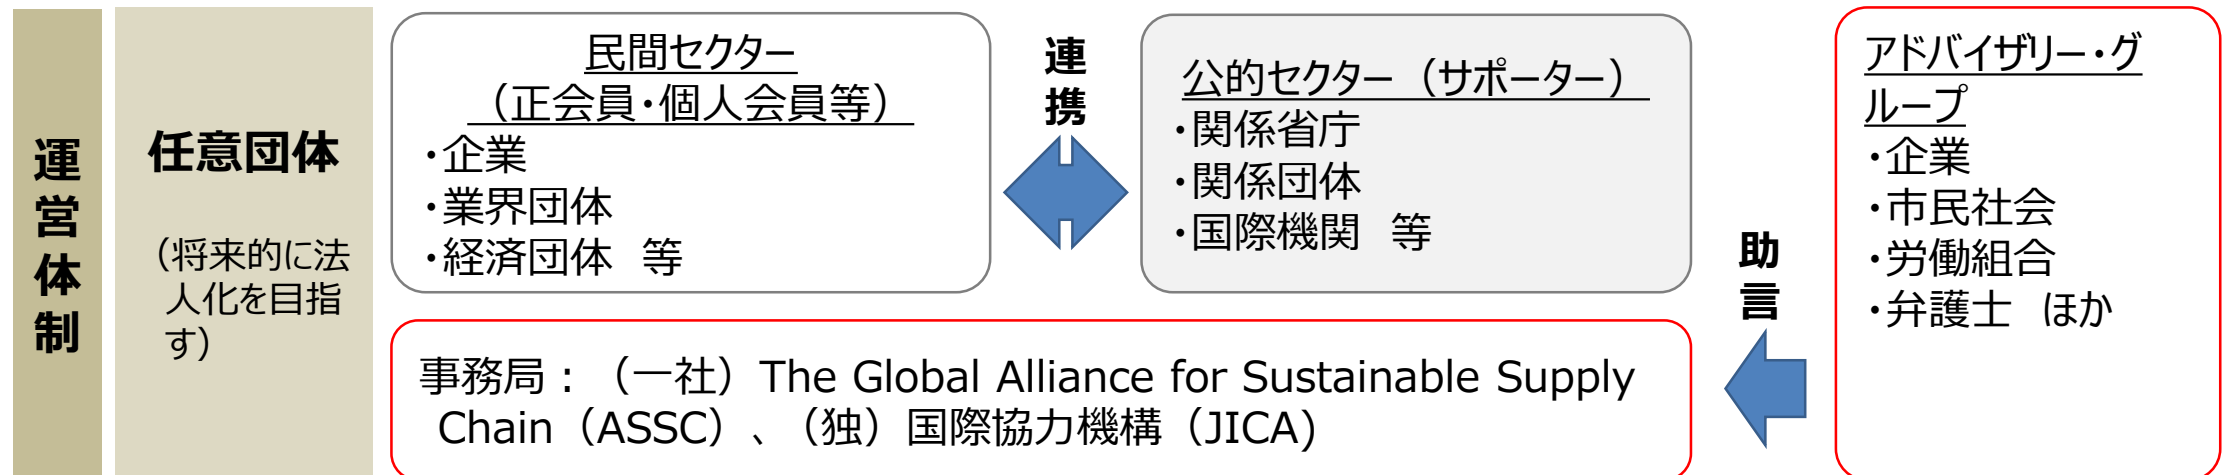 運営体制
任意団体
（将来的に法
人化を目指
す）
民間セクター
（正会員・個人会員等）
・企業
・業界団体
・経済団体　等
連携
公的セクター（サポーター）
・関係省庁
・関係団体
・国際機関　等
事務局：（一社）The Global Alliance for Sustainable Supply
Chain（ASSC）、（独）国際協力機構（JICA)
助言
アドバイザリー・グ
ループ
・企業
・市民社会
・労働組合
・弁護士　ほか